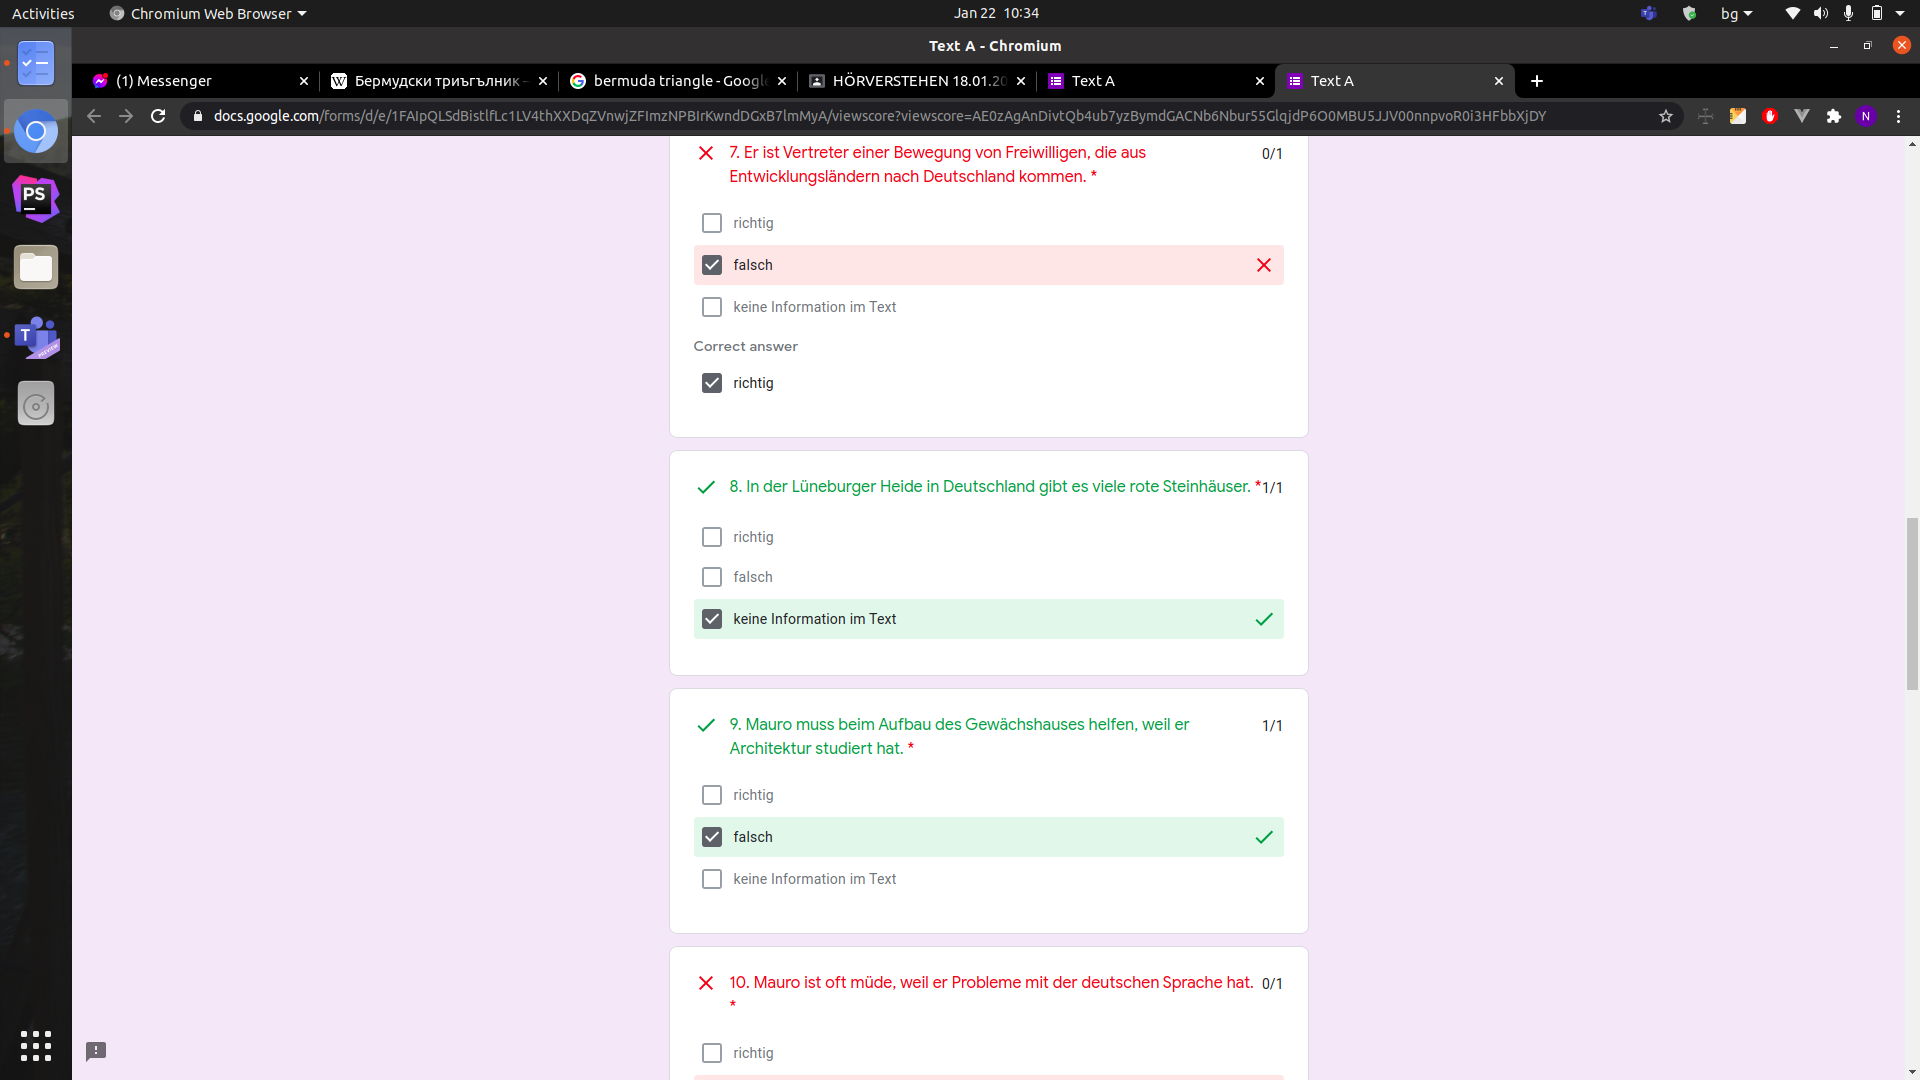 Activities
Chromium Web Browser
Jan 22 10:34
bg
Text A - Chromium
(1) Messenger
Бермудски триъгълник -
bermuda triangle - Google
HÖRVERSTEHEN 18.01.20
Text A
Text A
docs.google.com/forms/d/e/1FAIpQLSdBistlfLc1LV4thXXDqZVnwjZFImzNPBIrKwndDGxB7lmMyA/viewscore?viewscore=AE0zAgAnDivtQb4ub7yzBymdGACNb6Nbur55GlqjdP6O0MBU5JJV00nnpvoR0i3HFbbXjDY
N
7. Er ist Vertreter einer Bewegung von Freiwilligen, die aus
Entwicklungsländern nach Deutschland kommen. *
0/1
richtig
falsch
keine Information im Text
Correct answer
richtig
8. In der Lüneburger Heide in Deutschland gibt es viele rote Steinhäuser. *
1/1
richtig
falsch
keine Information im Text
9. Mauro muss beim Aufbau des Gewächshauses helfen, weil er
Architektur studiert hat. *
1/1
richtig
falsch
keine Information im Text
10. Mauro ist oft müde, weil er Probleme mit der deutschen Sprache hat.
*
0/1
richtig
PS
T